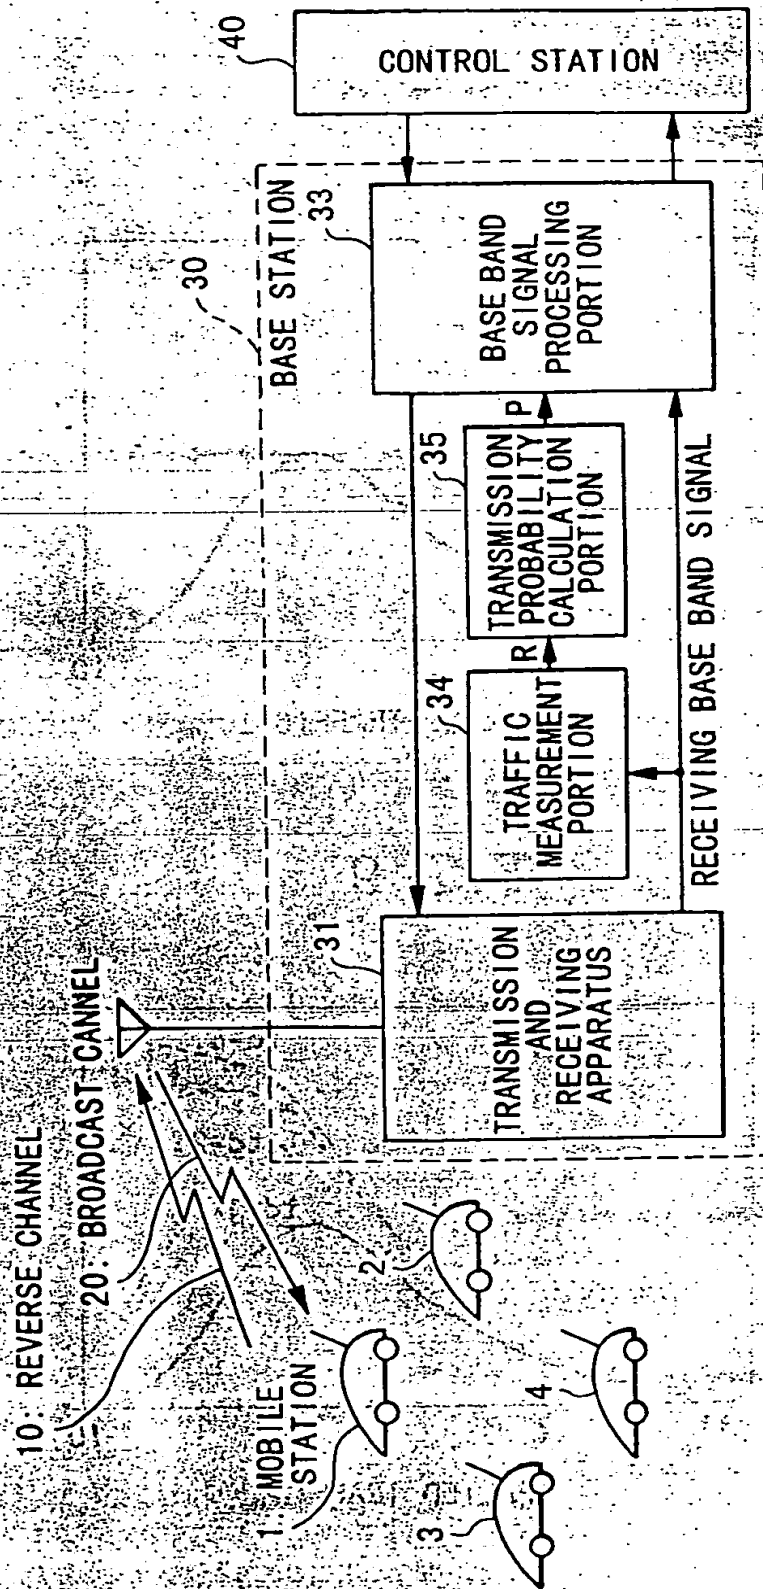 10: REVERSE CHANNEL
20: BROADCAST CANNEL
1: MOBILE
STATION
2
3
4
30
BASE STATION
31
TRANSMISSION
AND
RECEIVING
APPARATUS
34
TRAFFIC
MEASUREMENT
PORTION
R
35
TRANSMISSION
PROBABILITY
CALCULATION
PORTION
P
33
BASE BAND
SIGNAL
PROCESSING
PORTION
RECEIVING BASE BAND SIGNAL
40
CONTROL STATION